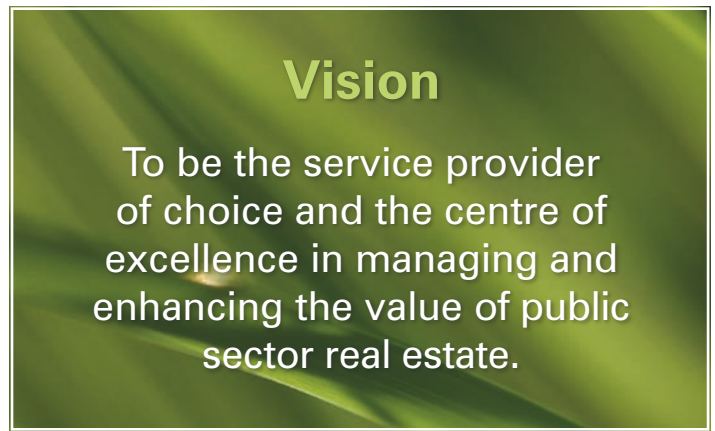 Vision
To be the service provider
of choice and the centre of
excellence in managing and
enhancing the value of public
sector real estate.